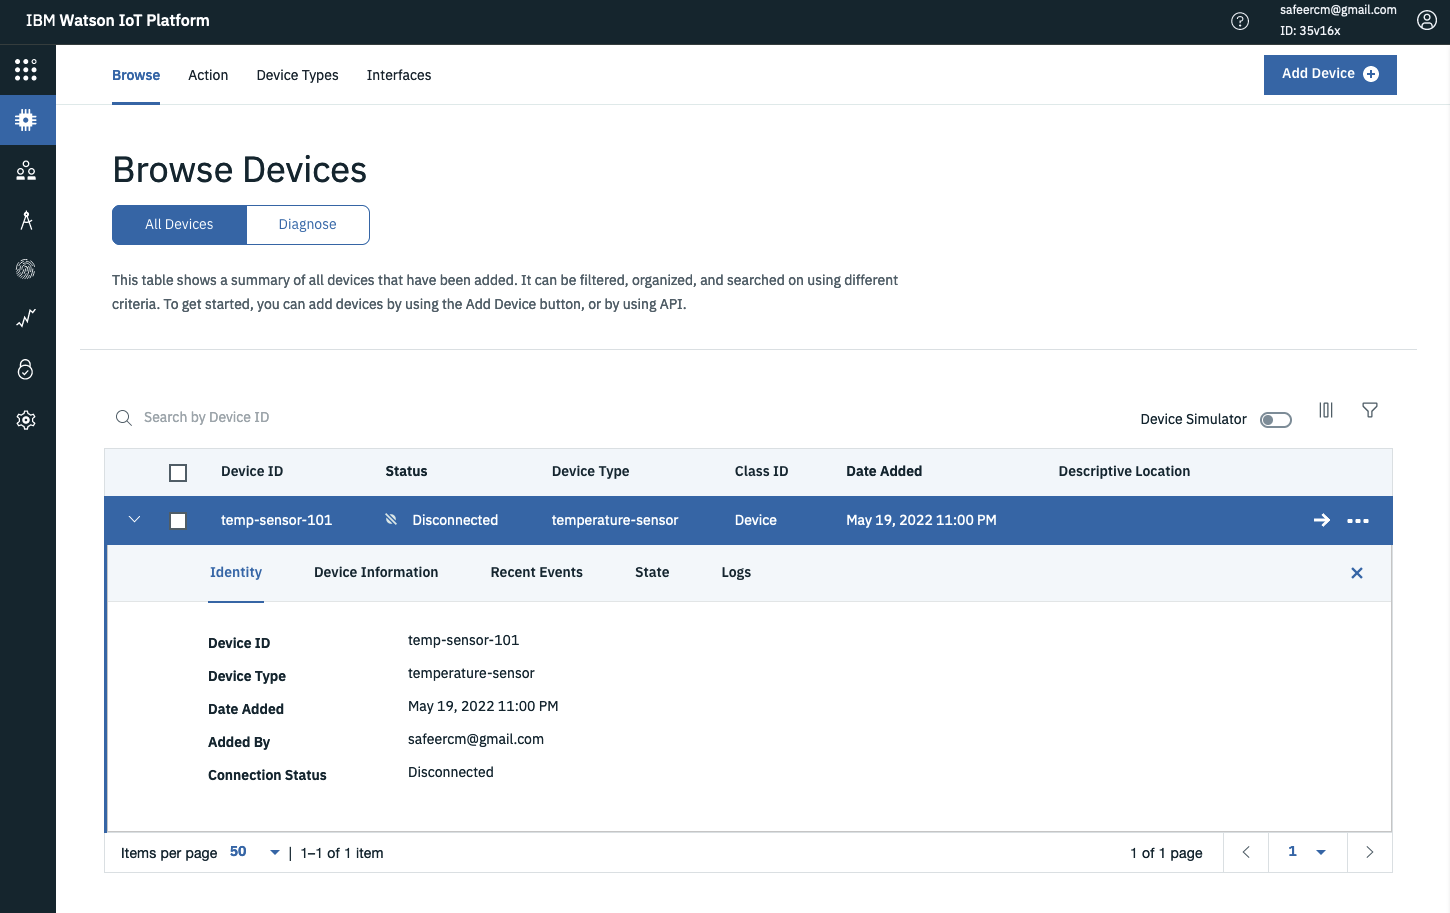 IBM Watson IoT Platform
safeercm@gmail.com
ID: 35v16x
Browse Action Device Types Interfaces
Add Device
Browse Devices
All Devices Diagnose
This table shows a summary of all devices that have been added. It can be filtered, organized, and searched on using different
criteria. To get started, you can add devices by using the Add Device button, or by using API.
Search by Device ID
Device Simulator
Device ID Status Device Type Class ID Date Added Descriptive Location
temp-sensor-101 Disconnected temperature-sensor Device May 19, 2022 11:00 PM
Identity Device Information Recent Events State Logs
Device ID temp-sensor-101
Device Type temperature-sensor
Date Added May 19, 2022 11:00 PM
Added By safeercm@gmail.com
Connection Status Disconnected
Items per page 50 | 1–1 of 1 item 1 of 1 page 1